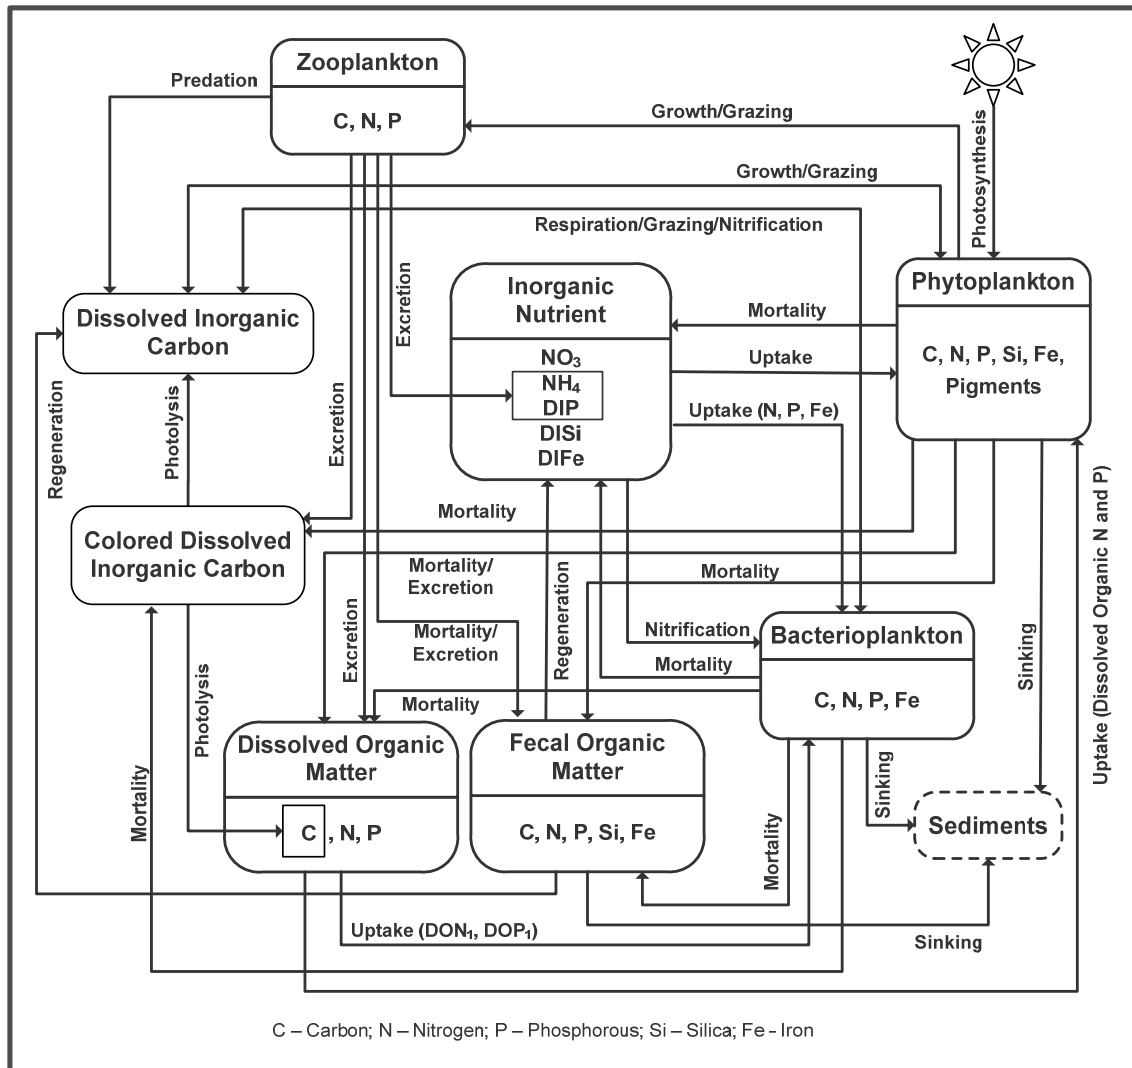 Zooplankton
C, N, P
Predation
Growth/Grazing
Photosynthesis
Growth/Grazing
Respiration/Grazing/Nitrification
Dissolved Inorganic
Carbon
Excretion
Inorganic
Nutrient
NO₃
NH₄
DIP
DISi
DIFe
Mortality
Uptake
Uptake (N, P, Fe)
Phytoplankton
C, N, P, Si, Fe,
Pigments
Regeneration
Photolysis
Excretion
Mortality
Colored Dissolved
Inorganic Carbon
Mortality/
Excretion
Mortality
Regeneration
Mortality/
Excretion
Nitrification
Mortality
Bacterioplankton
C, N, P, Fe
Sinking
Uptake (Dissolved Organic N and P)
Excretion
Photolysis
Mortality
Dissolved Organic
Matter
C , N, P
Fecal Organic
Matter
C, N, P, Si, Fe
Mortality
Mortality
Sinking
Sediments
Uptake (DON₁, DOP₁)
Sinking
C – Carbon; N – Nitrogen; P – Phosphorous; Si – Silica; Fe - Iron